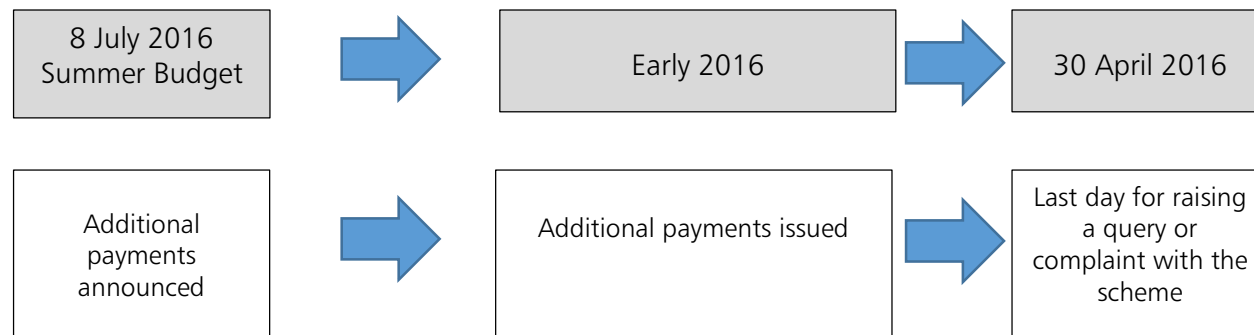 8 July 2016
Summer Budget
Early 2016
30 April 2016
Additional
payments
announced
Additional payments issued
Last day for raising
a query or
complaint with the
scheme